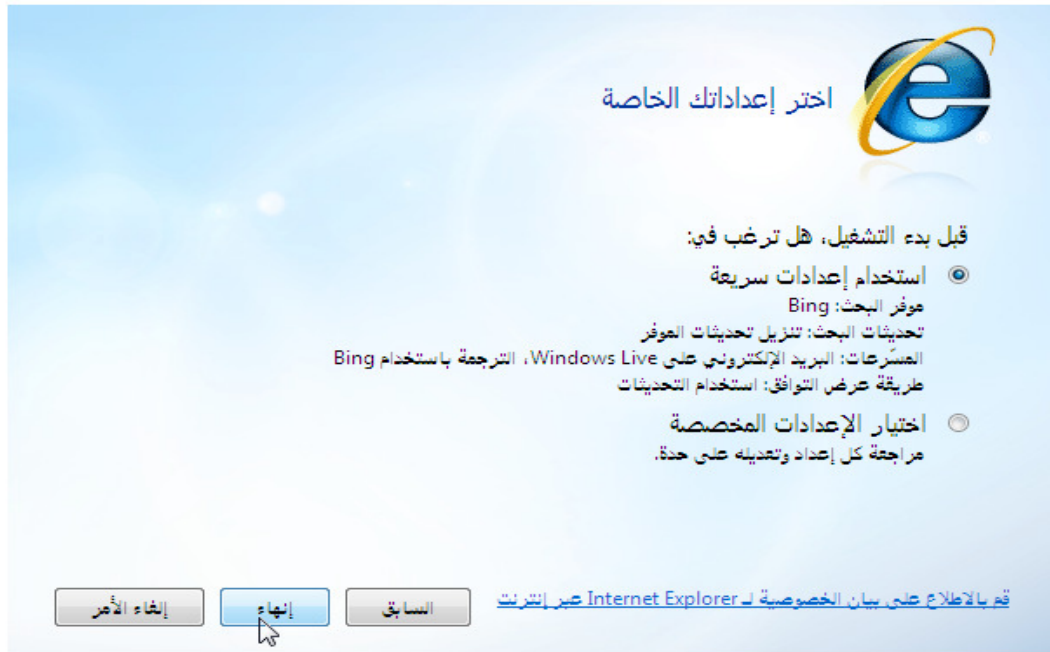 اختر إعداداتك الخاصة
قبل بدء التشغيل، هل ترغب في:
استخدام إعدادات سريعة
موفر البحث: Bing
تحديثات البحث: تنزيل تحديثات الموفر
المسّرعات: البريد الإلكتروني على Windows Live، الترجمة باستخدام Bing
طريقة عرض التوافق: استخدام التحديثات
اختيار الإعدادات المخصصة
مراجعة كل إعداد وتعديله على حدة.
قم بالاطلاع على بيان الخصوصية لـ Internet Explorer عبر إنترنت
السابق
إنهاء
إلغاء الأمر